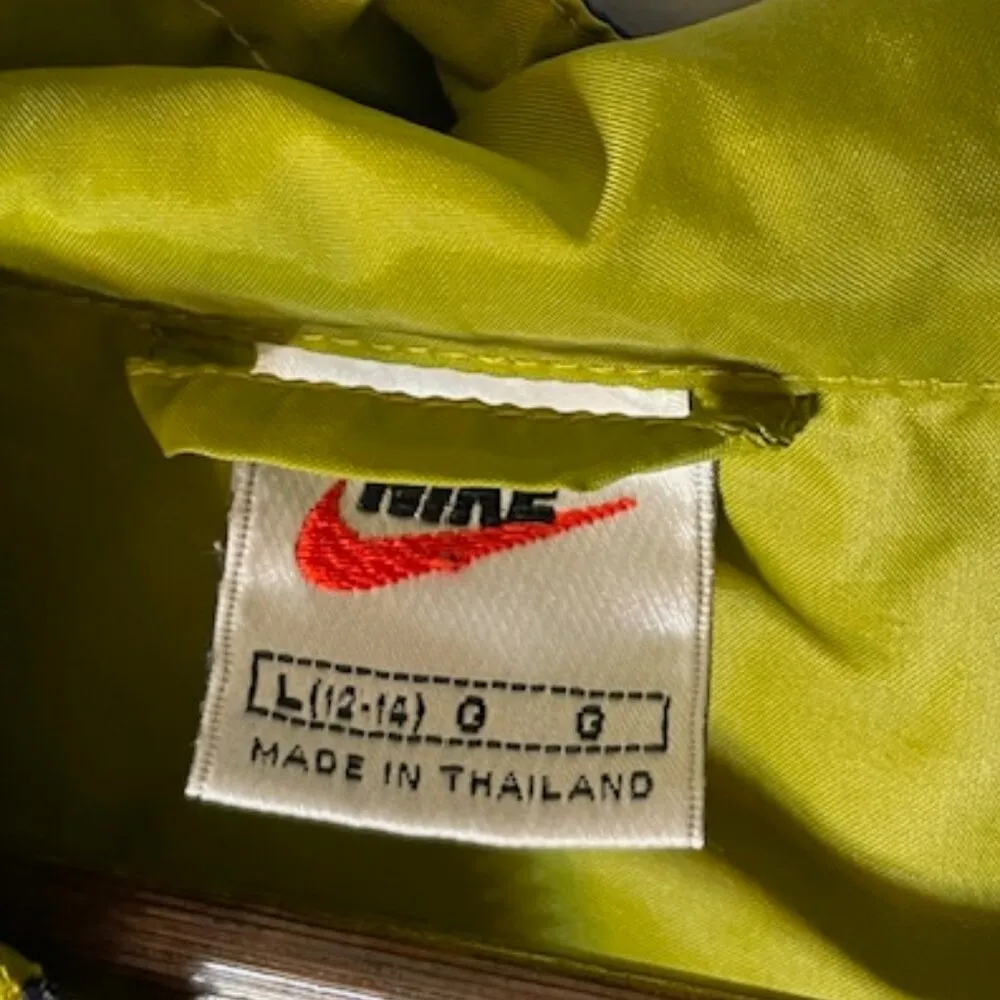 NIKE
L(12-14) G G
MADE IN THAILAND